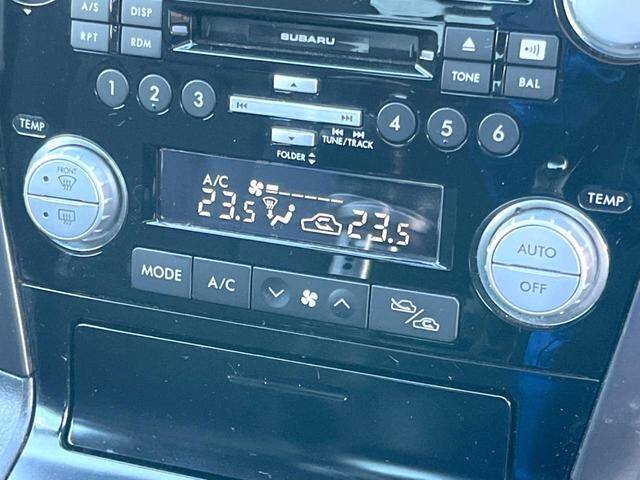 A/S
DISP
RPT
RDM
SUBARU
TONE
BAL
1
2
3
4
5
6
TUNE/TRACK
FOLDER
TEMP
FRONT
A/C
23.5
23.5
TEMP
AUTO
OFF
MODE
A/C